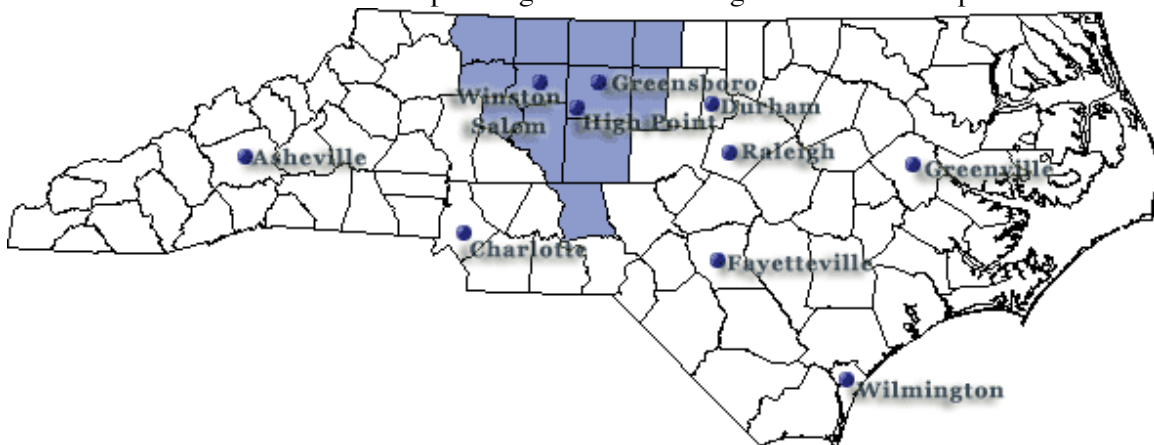 Winston
Salem
Greensboro
High Point
Durham
Asheville
Raleigh
Greenville
Charlotte
Fayetteville
Wilmington